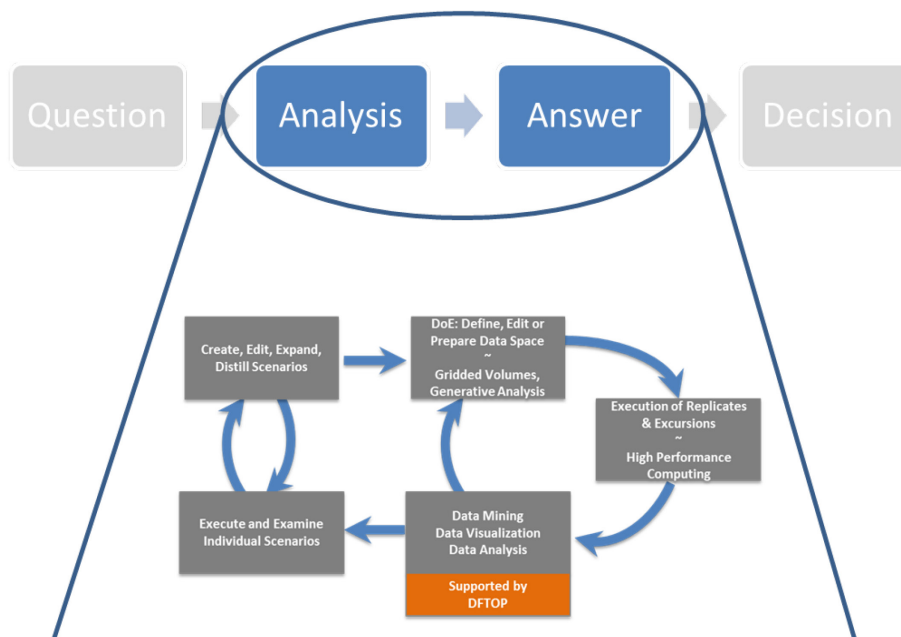 Question
Analysis
Answer
Decision
Create, Edit, Expand,
Distill Scenarios
DoE: Define, Edit or
Prepare Data Space
~
Gridded Volumes,
Generative Analysis
Execution of Replicates
& Excursions
~
High Performance
Computing
Execute and Examine
Individual Scenarios
Data Mining
Data Visualization
Data Analysis
Supported by
DFTOP